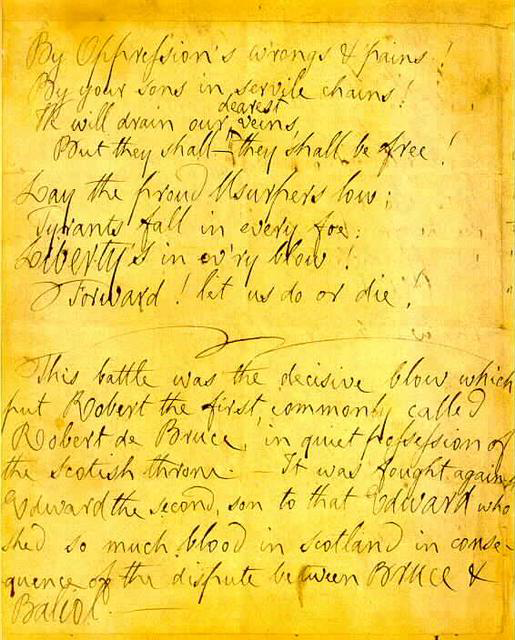 By Oppression's wrongs & pains!
By your sons in servile chains!
dearest
We will drain our veins,
But they shall — they shall be free!
Lay the proud Usurpers low;
Tyrants fall in every foe:
LIBERTY's in ev'ry blow!
Forward! let us do or die!
This battle was the decisive blow which
put Robert the first, commonly called
Robert de Bruce, in quiet possession of
the Scotish throne. — It was fought against
Edward the second, son to that Edward who
shed so much blood in Scotland in conse-
quence of the dispute between Bruce &
Baliol.